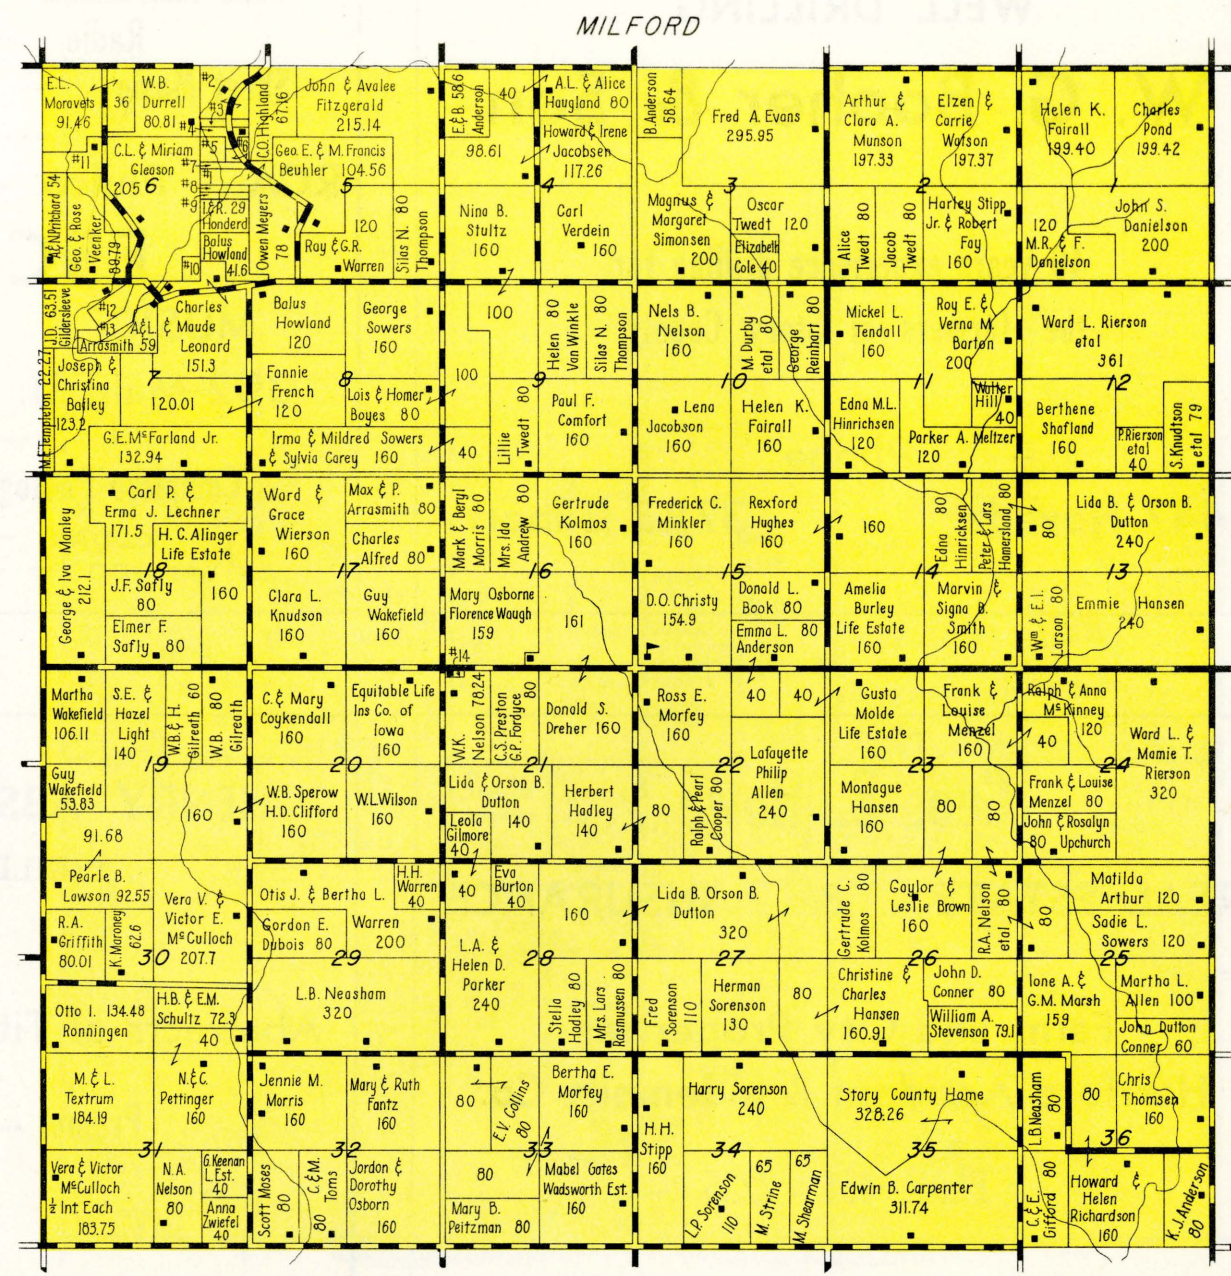 MILFORD
E.L.
Morovets
91.46
36
W.B.
Durrell
80.81
#2
#3
#4
#5
#6
#7
#8
#9
#1
#11
C.L. & Miriam
Gleason
205
6
A.&N.Pritchard 54
Geo. & Rose
Veenker
80.79
I.&R. 29
Honderd
Balus
Howland
41.6
#10
C.O. Highland
67.16
John & Avalee
Fitzgerald
215.14
Geo. E. & M. Francis
Beuhler 104.56
5
Owen Meyers
78
120
Ray & G.R.
Warren
Silas N. 80
Thompson
E.& B. 58.6
Anderson
40
98.61
A.L. & Alice
Haugland 80
Howard & Irene
Jacobsen
117.26
4
Nina B.
Stultz
160
Carl
Verdein
160
B. Anderson
58.64
Fred A. Evans
295.95
3
Magnus &
Margaret
Simonsen
200
Oscar
Twedt 120
Elizabeth
Cole 40
Arthur &
Clara A.
Munson
197.33
Elzen &
Carrie
Watson
197.37
2
Alice
Twedt 80
Jacob
Twedt 80
Harley Stipp
Jr. & Robert
Fay
160
Helen K.
Fairall
199.40
Charles
Pond
199.42
1
120
M.R. & F.
Danielson
John S.
Danielson
200
J.D. 63.51
Gildersleeve
#12
#13
A.&L.
Arrasmith 59
Charles
& Maude
Leonard
151.3
M.E. Templeton 22.27
Joseph &
Christina
Bailey
123.2
7
120.01
G.E. McFarland Jr.
132.94
Balus
Howland
120
George
Sowers
160
Fannie
French
120
8
Lois & Homer
Boyes 80
Irma & Mildred Sowers
& Sylvia Carey 160
100
100
40
Helen 80
Van Winkle
Silas N. 80
Thompson
9
Lillie
Twedt 80
Paul F.
Comfort
160
Nels B.
Nelson
160
M. Durby
etal 80
George
Reinhart 80
10
Lena
Jacobson
160
Helen K.
Fairall
160
Mickel L.
Tendall
160
Roy E. &
Verna M.
Barton
200
11
Edna M.L.
Hinrichsen
120
Walter
Hill
40
Parker A. Meltzer
120
Ward L. Rierson
etal
361
12
Berthene
Shafland
160
P. Rierson
etal
40
S. Knudtson
etal 79
George & Iva Manley
212.1
Carl P. &
Erma J. Lechner
171.5
H.C. Alinger
Life Estate
18
J.F. Safly
80
160
Elmer F.
Safly 80
Ward &
Grace
Wierson
160
Max & P.
Arrasmith 80
Charles
Alfred 80
17
Clara L.
Knudson
160
Guy
Wakefield
160
Mark & Beryl
Morris 80
Mrs. Ida
Andrew 80
Gertrude
Kolmos
160
16
Mary Osborne
Florence Waugh
159
161
#14
Frederick C.
Minkler
160
Rexford
Hughes
160
15
D.O. Christy
154.9
Donald L.
Book 80
Emma L. 80
Anderson
160
Edna 80
Hinricksen
Peter & Lars
Hamersland 80
14
Amelia
Burley
Life Estate
160
Marvin &
Signa B.
Smith
160
80
Lida B. & Orson B.
Dutton
240
13
Wm. & E.I.
Larson 80
Emmie Hansen
240
Martha
Wakefield
106.11
S.E. &
Hazel
Light
140
W.B & H.
Gilreath 60
W.B. 80
Gilreath
19
Guy
Wakefield
53.83
160
91.68
C. & Mary
Coykendall
160
Equitable Life
Ins Co. of
Iowa
160
20
W.B. Sperow
H.D. Clifford
160
W.L. Wilson
160
W.K.
Nelson 78.24
C.S. Preston
G.P. Fordyce 80
Donald S.
Dreher 160
21
Lida & Orson B.
Dutton
140
Leola
Gilmore
40
Herbert
Hadley
140
Ross E.
Morfey
160
40
40
22
Lafayette
Philip
Allen
240
80
Ralph & Pearl
Cooper 80
Gusta
Molde
Life Estate
160
Frank &
Louise
Menzel
160
23
Montague
Hansen
160
80
80
Ralph & Anna
McKinney
120
40
24
Ward L. &
Mamie T.
Rierson
320
Frank & Louise
Menzel 80
John & Rosalyn
80 Upchurch
Pearle B.
Lawson 92.55
R.A.
Griffith
80.01
K. Maroney
62.6
Vera V. &
Victor E.
McCulloch
207.7
30
Otto I. 134.48
Ronningen
H.B. & E.M.
Schultz 72.3
40
Otis J. & Bertha L.
Warren
200
H.H.
Warren
40
Gordon E.
Dubois 80
29
L.B. Neasham
320
40
Eva
Burton
40
160
28
L.A. &
Helen D.
Parker
240
Stella
Hadley 80
Mrs. Lars
Rasmussen 80
Lida B. Orson B.
Dutton
320
27
Fred
Sorenson
110
Herman
Sorenson
130
80
Gertrude C.
Kolmos 80
Gaylor &
Leslie Brown
160
R.A. Nelson
etal 80
26
Christine &
Charles
Hansen
160.91
John D.
Conner 80
William A.
Stevenson 79.1
80
Matilda
Arthur 120
Sadie L.
Sowers 120
25
Ione A. &
G.M. Marsh
159
Martha L.
Allen 100
John Dutton
Conner 60
M. & L.
Textrum
184.19
N.&C.
Pettinger
160
31
Vera & Victor
McCulloch
½ Int. Each
183.75
N.A.
Nelson
80
G. Keenan
L. Est.
40
Anna
Zwiefel
40
Jennie M.
Morris
160
Mary & Ruth
Fantz
160
32
Scott Moses
80
C. & M.
Toms
80
Jordon &
Dorothy
Osborn
160
80
E.V. Collins
80
Bertha E.
Morfey
160
33
80
Mary B.
Peitzman 80
Mabel Gates
Wadsworth Est.
160
H.H.
Stipp
160
Harry Sorenson
240
34
L.P. Sorenson
110
65
M. Strine
65
M. Shearman
Story County Home
328.26
35
Edwin B. Carpenter
311.74
L.B. Neasham
80
80
Chris
Thomsen
160
36
C. & E.
Gifford 80
Howard &
Helen
Richardson
160
K.J. Anderson
80